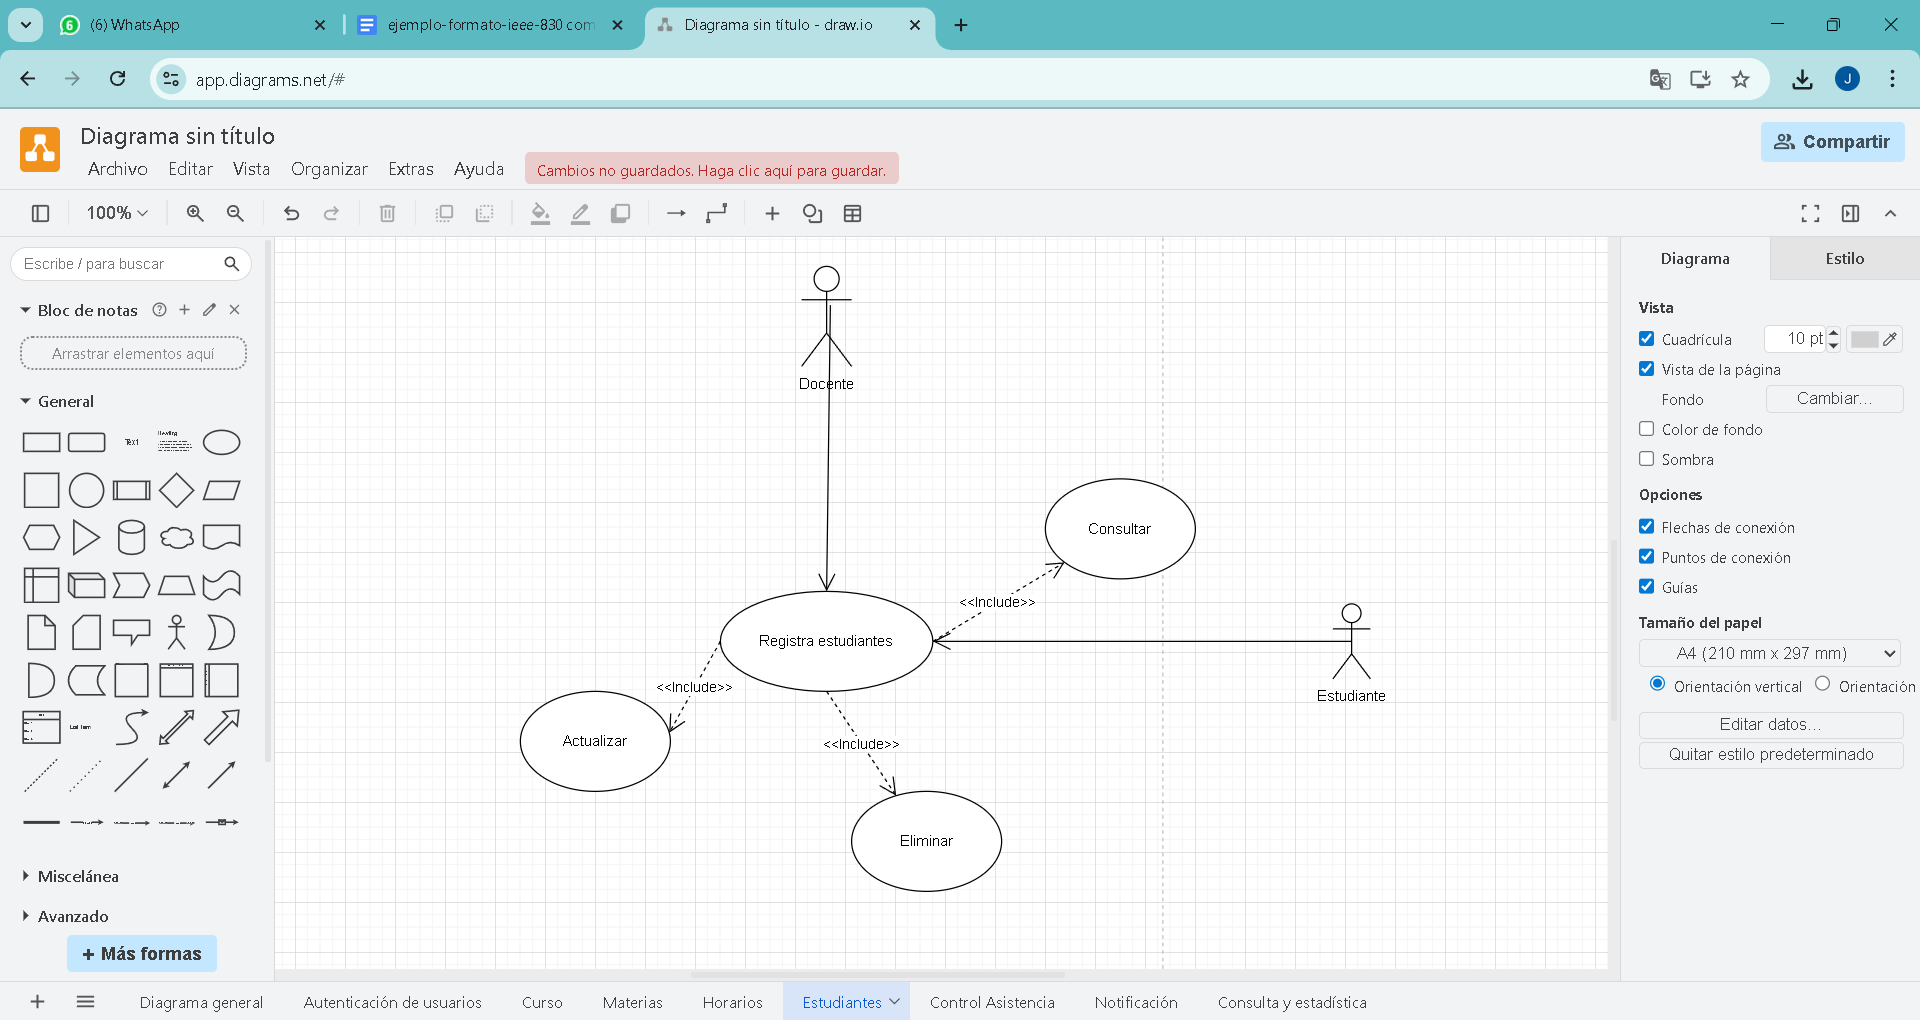 (6) WhatsApp
ejemplo-formato-ieee-830 com
Diagrama sin título - draw.io
app.diagrams.net/#
J
Diagrama sin título
Archivo Editar Vista Organizar Extras Ayuda
Cambios no guardados. Haga clic aquí para guardar.
Compartir
100%
Escribe / para buscar
Bloc de notas
Arrastrar elementos aquí
General
Text
Heading
List Item
Miscelánea
Avanzado
+ Más formas
Docente
Consultar
<<Include>>
Registra estudiantes
Estudiante
<<Include>>
Actualizar
<<Include>>
Eliminar
Diagrama
Estilo
Vista
Cuadrícula
10 pt
Vista de la página
Fondo
Cambiar...
Color de fondo
Sombra
Opciones
Flechas de conexión
Puntos de conexión
Guías
Tamaño del papel
A4 (210 mm x 297 mm)
Orientación vertical
Orientación
Editar datos...
Quitar estilo predeterminado
Diagrama general
Autenticación de usuarios
Curso
Materias
Horarios
Estudiantes
Control Asistencia
Notificación
Consulta y estadística